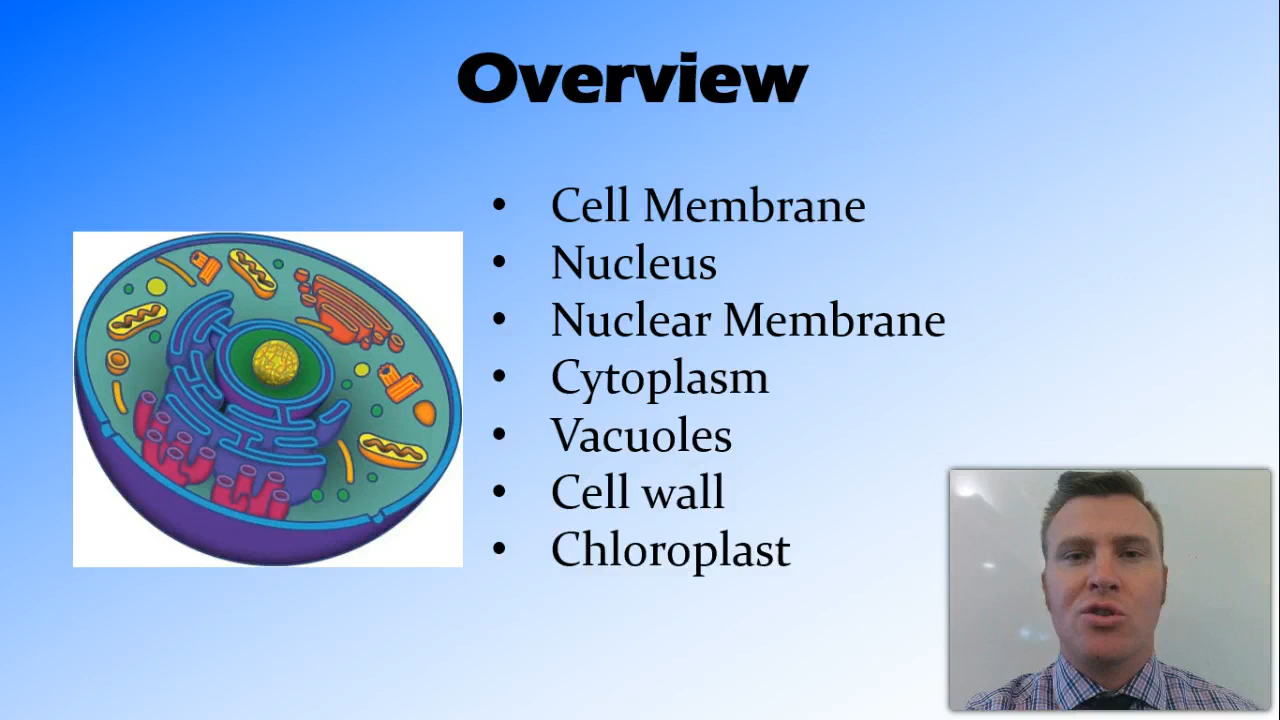 Overview
• Cell Membrane
• Nucleus
• Nuclear Membrane
• Cytoplasm
• Vacuoles
• Cell wall
• Chloroplast